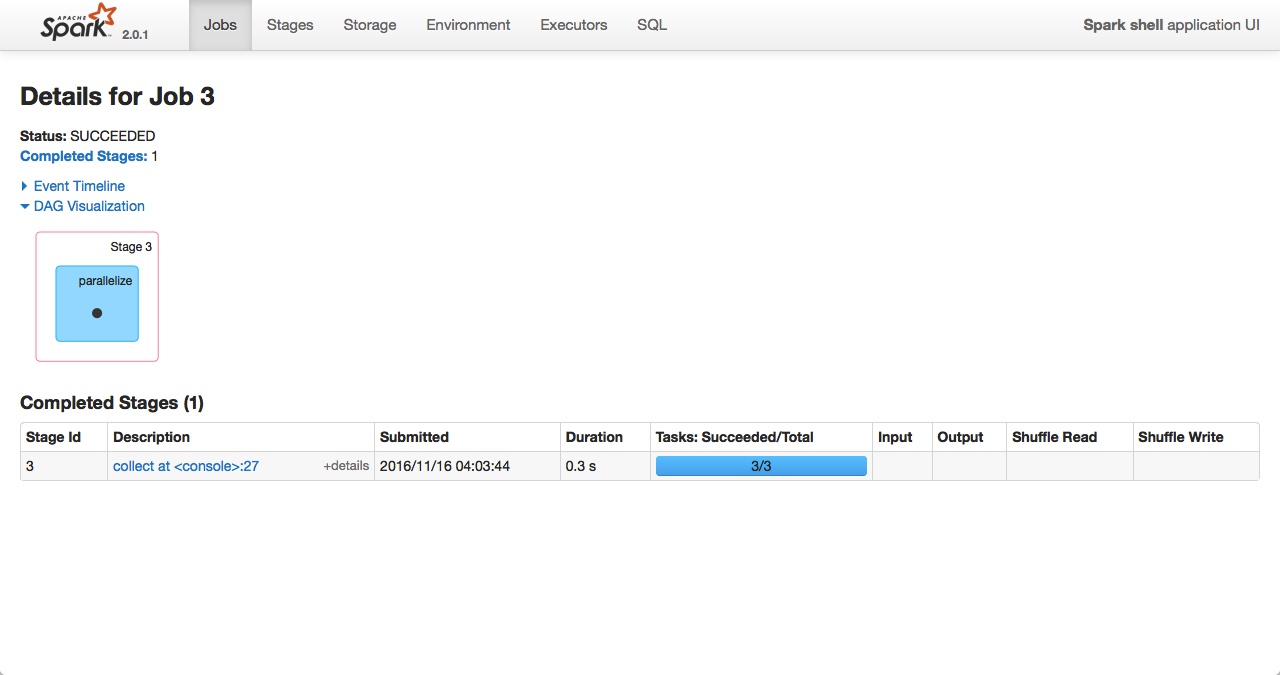 APACHE
Spark 2.0.1 Jobs Stages Storage Environment Executors SQL Spark shell application UI
Details for Job 3
Status: SUCCEEDED
Completed Stages: 1
Event Timeline
DAG Visualization
Stage 3
parallelize
Completed Stages (1)
Stage Id Description Submitted Duration Tasks: Succeeded/Total Input Output Shuffle Read Shuffle Write
3 collect at <console>:27 +details 2016/11/16 04:03:44 0.3 s 3/3